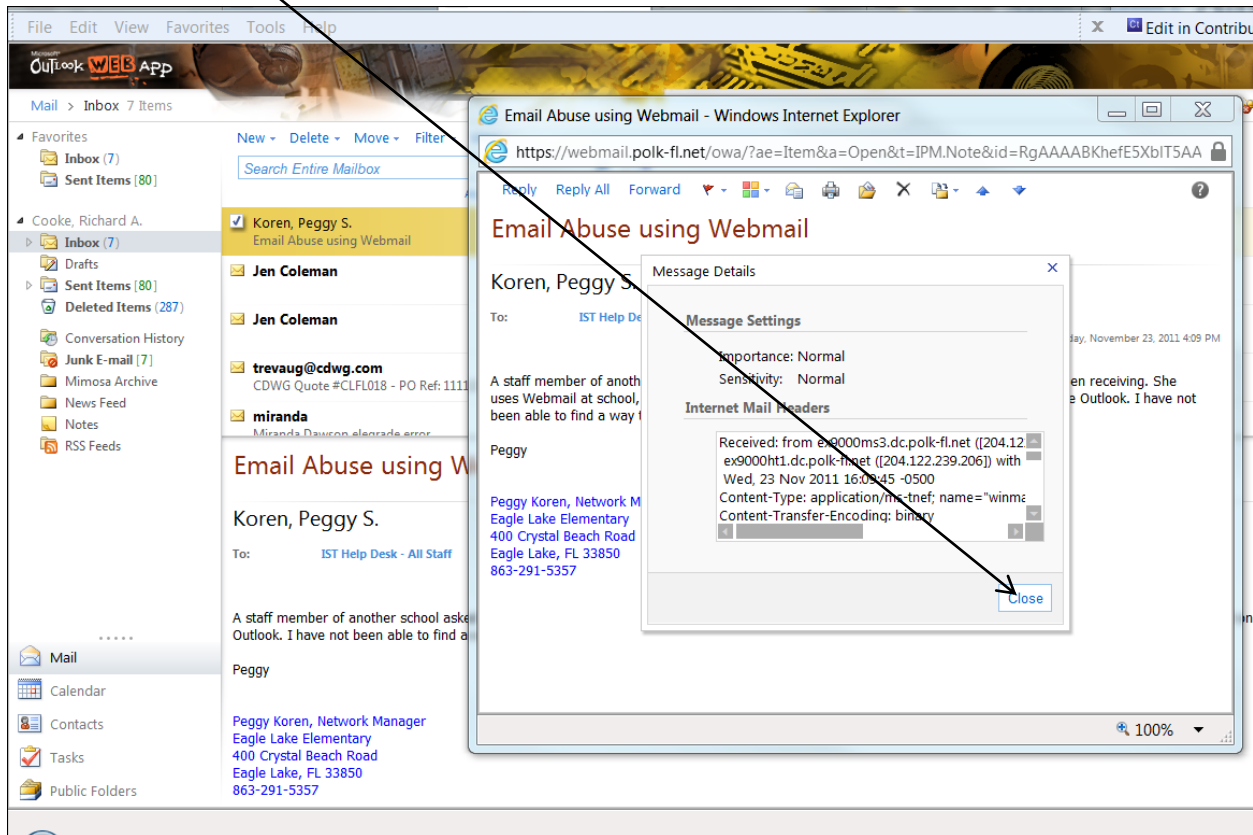 File Edit View Favorites Tools Help
X Edit in Contribu
Microsoft
Outlook WEB App
Mail > Inbox 7 Items
Favorites
Inbox (7)
Sent Items [80]
Cooke, Richard A.
Inbox (7)
Drafts
Sent Items [80]
Deleted Items (287)
Conversation History
Junk E-mail [7]
Mimosa Archive
News Feed
Notes
RSS Feeds
Mail
Calendar
Contacts
Tasks
Public Folders
New Delete Move Filter
Search Entire Mailbox
Koren, Peggy S.
Email Abuse using Webmail
Jen Coleman
Jen Coleman
trevaug@cdwg.com
CDWG Quote #CLFL018 - PO Ref: 1111
miranda
Miranda Dawson elegrade error
Email Abuse using W
Koren, Peggy S.
To: IST Help Desk - All Staff
A staff member of another school aske
Outlook. I have not been able to find a
Peggy
Peggy Koren, Network Manager
Eagle Lake Elementary
400 Crystal Beach Road
Eagle Lake, FL 33850
863-291-5357
Email Abuse using Webmail - Windows Internet Explorer
https://webmail.polk-fl.net/owa/?ae=Item&a=Open&t=IPM.Note&id=RgAAAABKhefE5XbIT5AA
Reply Reply All Forward
Email Abuse using Webmail
Koren, Peggy S.
To: IST Help De
day, November 23, 2011 4:09 PM
A staff member of anoth en receiving. She
uses Webmail at school, e Outlook. I have not
been able to find a way t
Peggy
Peggy Koren, Network M
Eagle Lake Elementary
400 Crystal Beach Road
Eagle Lake, FL 33850
863-291-5357
Message Details
Message Settings
Importance: Normal
Sensitivity: Normal
Internet Mail Headers
Received: from ex9000ms3.dc.polk-fl.net ([204.12
ex9000ht1.dc.polk-fl.net ([204.122.239.206]) with
Wed, 23 Nov 2011 16:09:45 -0500
Content-Type: application/ms-tnef; name="winma
Content-Transfer-Encoding: binary
Close
100%